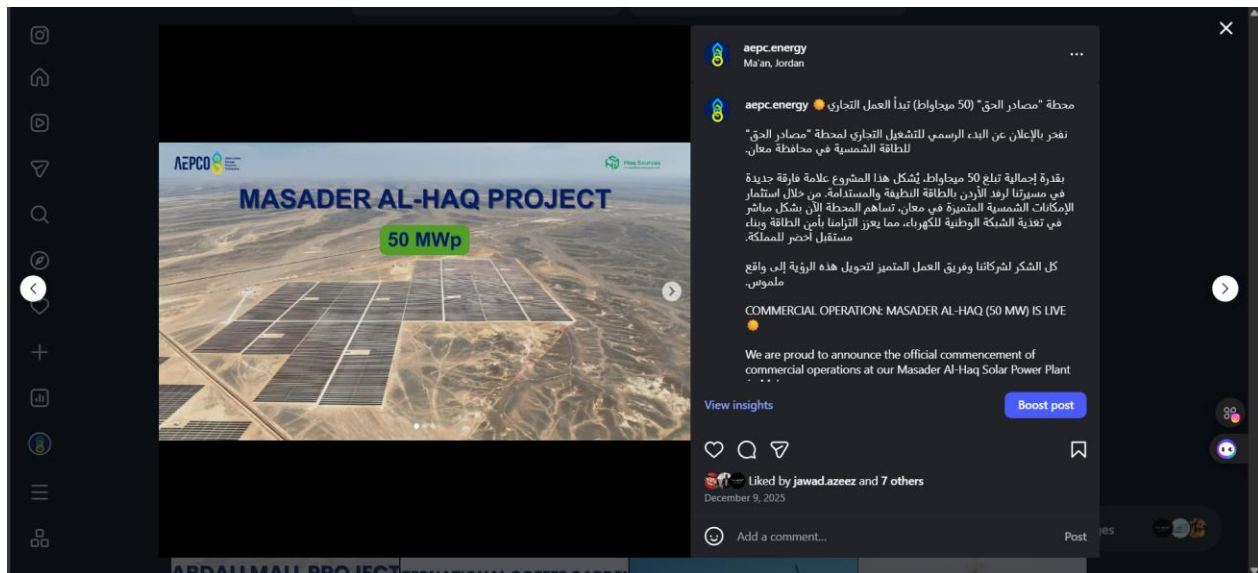 AEPCO
Haq Sources
MASADER AL-HAQ PROJECT
50 MWp
aepc.energy
Ma'an, Jordan
aepc.energy محطة "مصادر الحق" (50 ميجاواط) تبدأ العمل التجاري
نفخر بالإعلان عن البدء الرسمي للتشغيل التجاري لمحطة "مصادر الحق"
للطاقة الشمسية في محافظة معان.
بقدرة إجمالية تبلغ 50 ميجاواط، يُشكل هذا المشروع علامة فارقة جديدة
في مسيرتنا لرفد الأردن بالطاقة النظيفة والمستدامة. من خلال استثمار
الإمكانات الشمسية المتميزة في معان، تساهم المحطة الآن بشكل مباشر
في تغذية الشبكة الوطنية للكهرباء، مما يعزز التزامنا بأمن الطاقة وبناء
مستقبل أخضر للمملكة.
كل الشكر لشركائنا وفريق العمل المتميز لتحويل هذه الرؤية إلى واقع
ملموس.
COMMERCIAL OPERATION: MASADER AL-HAQ (50 MW) IS LIVE
We are proud to announce the official commencement of
commercial operations at our Masader Al-Haq Solar Power Plant
View insights
Boost post
Liked by jawad.azeez and 7 others
December 9, 2025
Add a comment...
Post